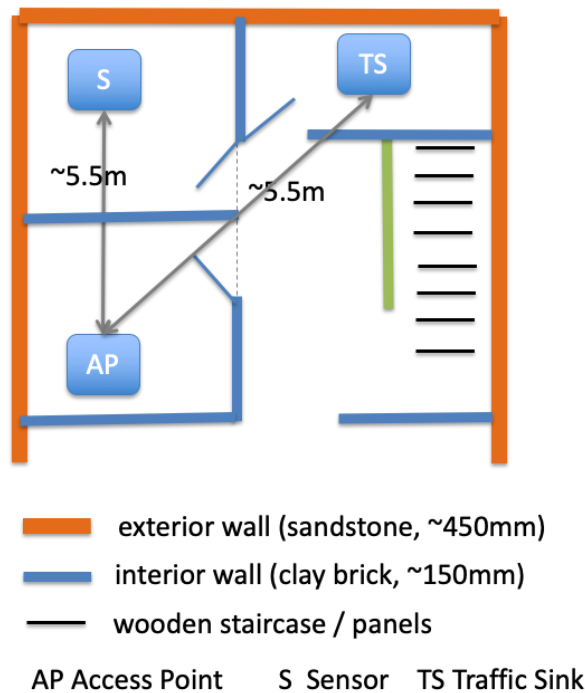 S
TS
~5.5m
~5.5m
AP
exterior wall (sandstone, ~450mm)
interior wall (clay brick, ~150mm)
wooden staircase / panels
AP Access Point S Sensor TS Traffic Sink